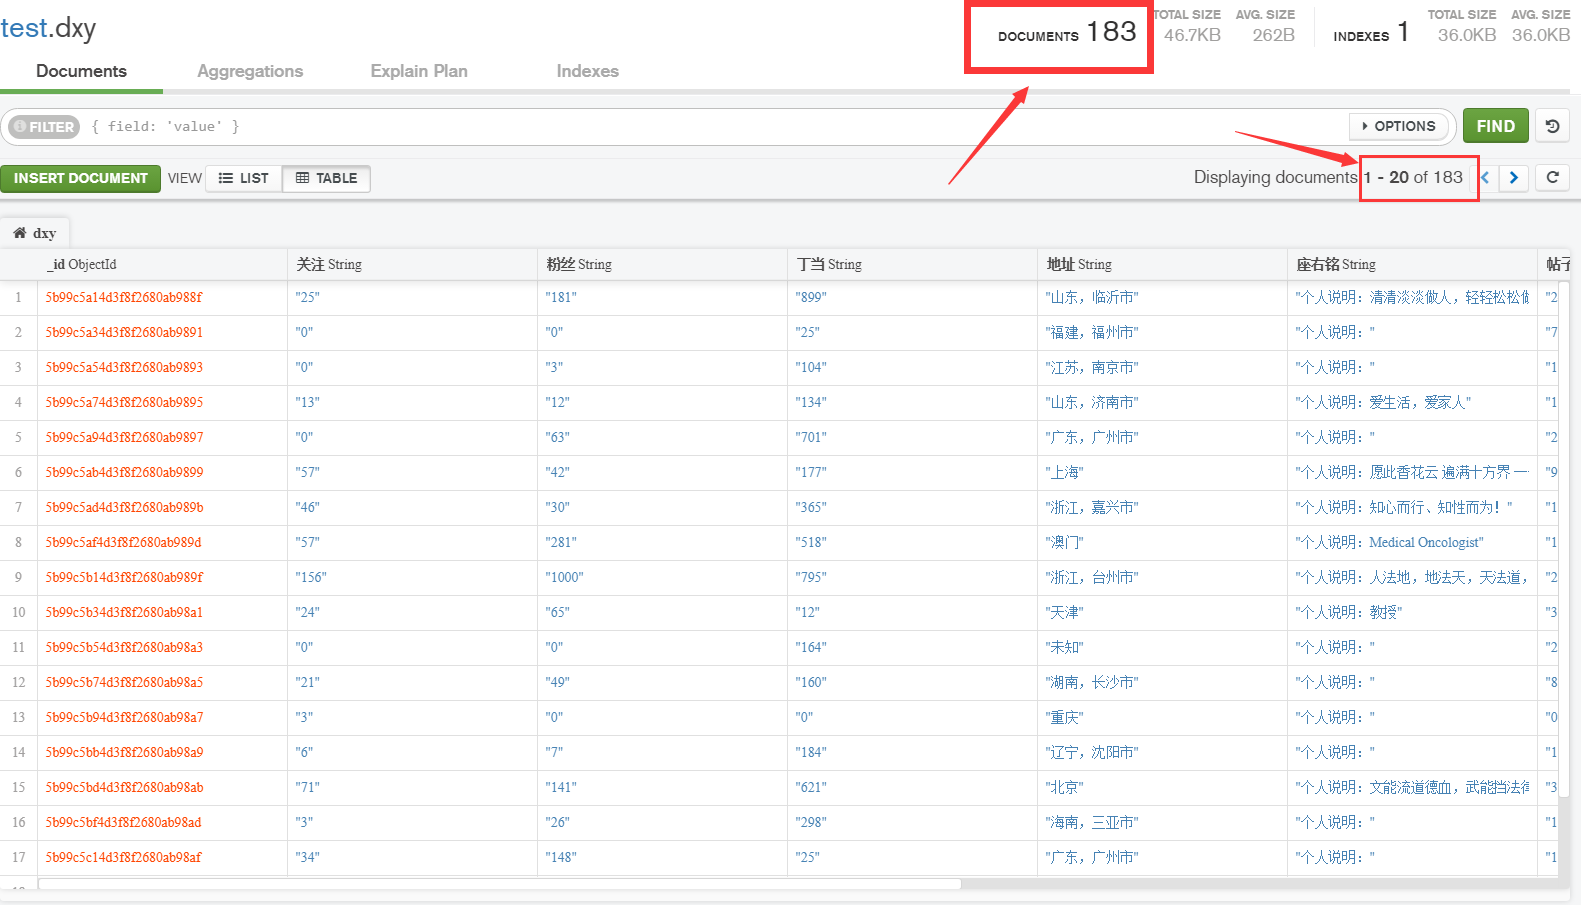 test.dxy
DOCUMENTS 183 TOTAL SIZE 46.7KB AVG. SIZE 262B INDEXES 1 TOTAL SIZE 36.0KB AVG. SIZE 36.0KB
Documents Aggregations Explain Plan Indexes
FILTER { field: 'value' } OPTIONS FIND
INSERT DOCUMENT VIEW LIST TABLE Displaying documents 1 - 20 of 183
dxy
_id ObjectId 关注 String 粉丝 String 丁当 String 地址 String 座右铭 String 帖子
1 5b99c5a14d3f8f2680ab988f "25" "181" "899" "山东，临沂市" "个人说明：清清淡淡做人，轻轻松松做 "2
2 5b99c5a34d3f8f2680ab9891 "0" "0" "25" "福建，福州市" "个人说明：" "7
3 5b99c5a54d3f8f2680ab9893 "0" "3" "104" "江苏，南京市" "个人说明：" "1
4 5b99c5a74d3f8f2680ab9895 "13" "12" "134" "山东，济南市" "个人说明：爱生活，爱家人" "1
5 5b99c5a94d3f8f2680ab9897 "0" "63" "701" "广东，广州市" "个人说明：" "2
6 5b99c5ab4d3f8f2680ab9899 "57" "42" "177" "上海" "个人说明：愿此香花云 遍满十方界 一 "9
7 5b99c5ad4d3f8f2680ab989b "46" "30" "365" "浙江，嘉兴市" "个人说明：知心而行、知性而为！" "1
8 5b99c5af4d3f8f2680ab989d "57" "281" "518" "澳门" "个人说明：Medical Oncologist" "1
9 5b99c5b14d3f8f2680ab989f "156" "1000" "795" "浙江，台州市" "个人说明：人法地，地法天，天法道， "2
10 5b99c5b34d3f8f2680ab98a1 "24" "65" "12" "天津" "个人说明：教授" "3
11 5b99c5b54d3f8f2680ab98a3 "0" "0" "164" "未知" "个人说明：" "2
12 5b99c5b74d3f8f2680ab98a5 "21" "49" "160" "湖南，长沙市" "个人说明：" "8
13 5b99c5b94d3f8f2680ab98a7 "3" "0" "0" "重庆" "个人说明：" "0
14 5b99c5bb4d3f8f2680ab98a9 "6" "7" "184" "辽宁，沈阳市" "个人说明：" "1
15 5b99c5bd4d3f8f2680ab98ab "71" "141" "621" "北京" "个人说明：文能流道德血，武能挡法律 "3
16 5b99c5bf4d3f8f2680ab98ad "3" "26" "298" "海南，三亚市" "个人说明：" "1
17 5b99c5c14d3f8f2680ab98af "34" "148" "25" "广东，广州市" "个人说明：" "1